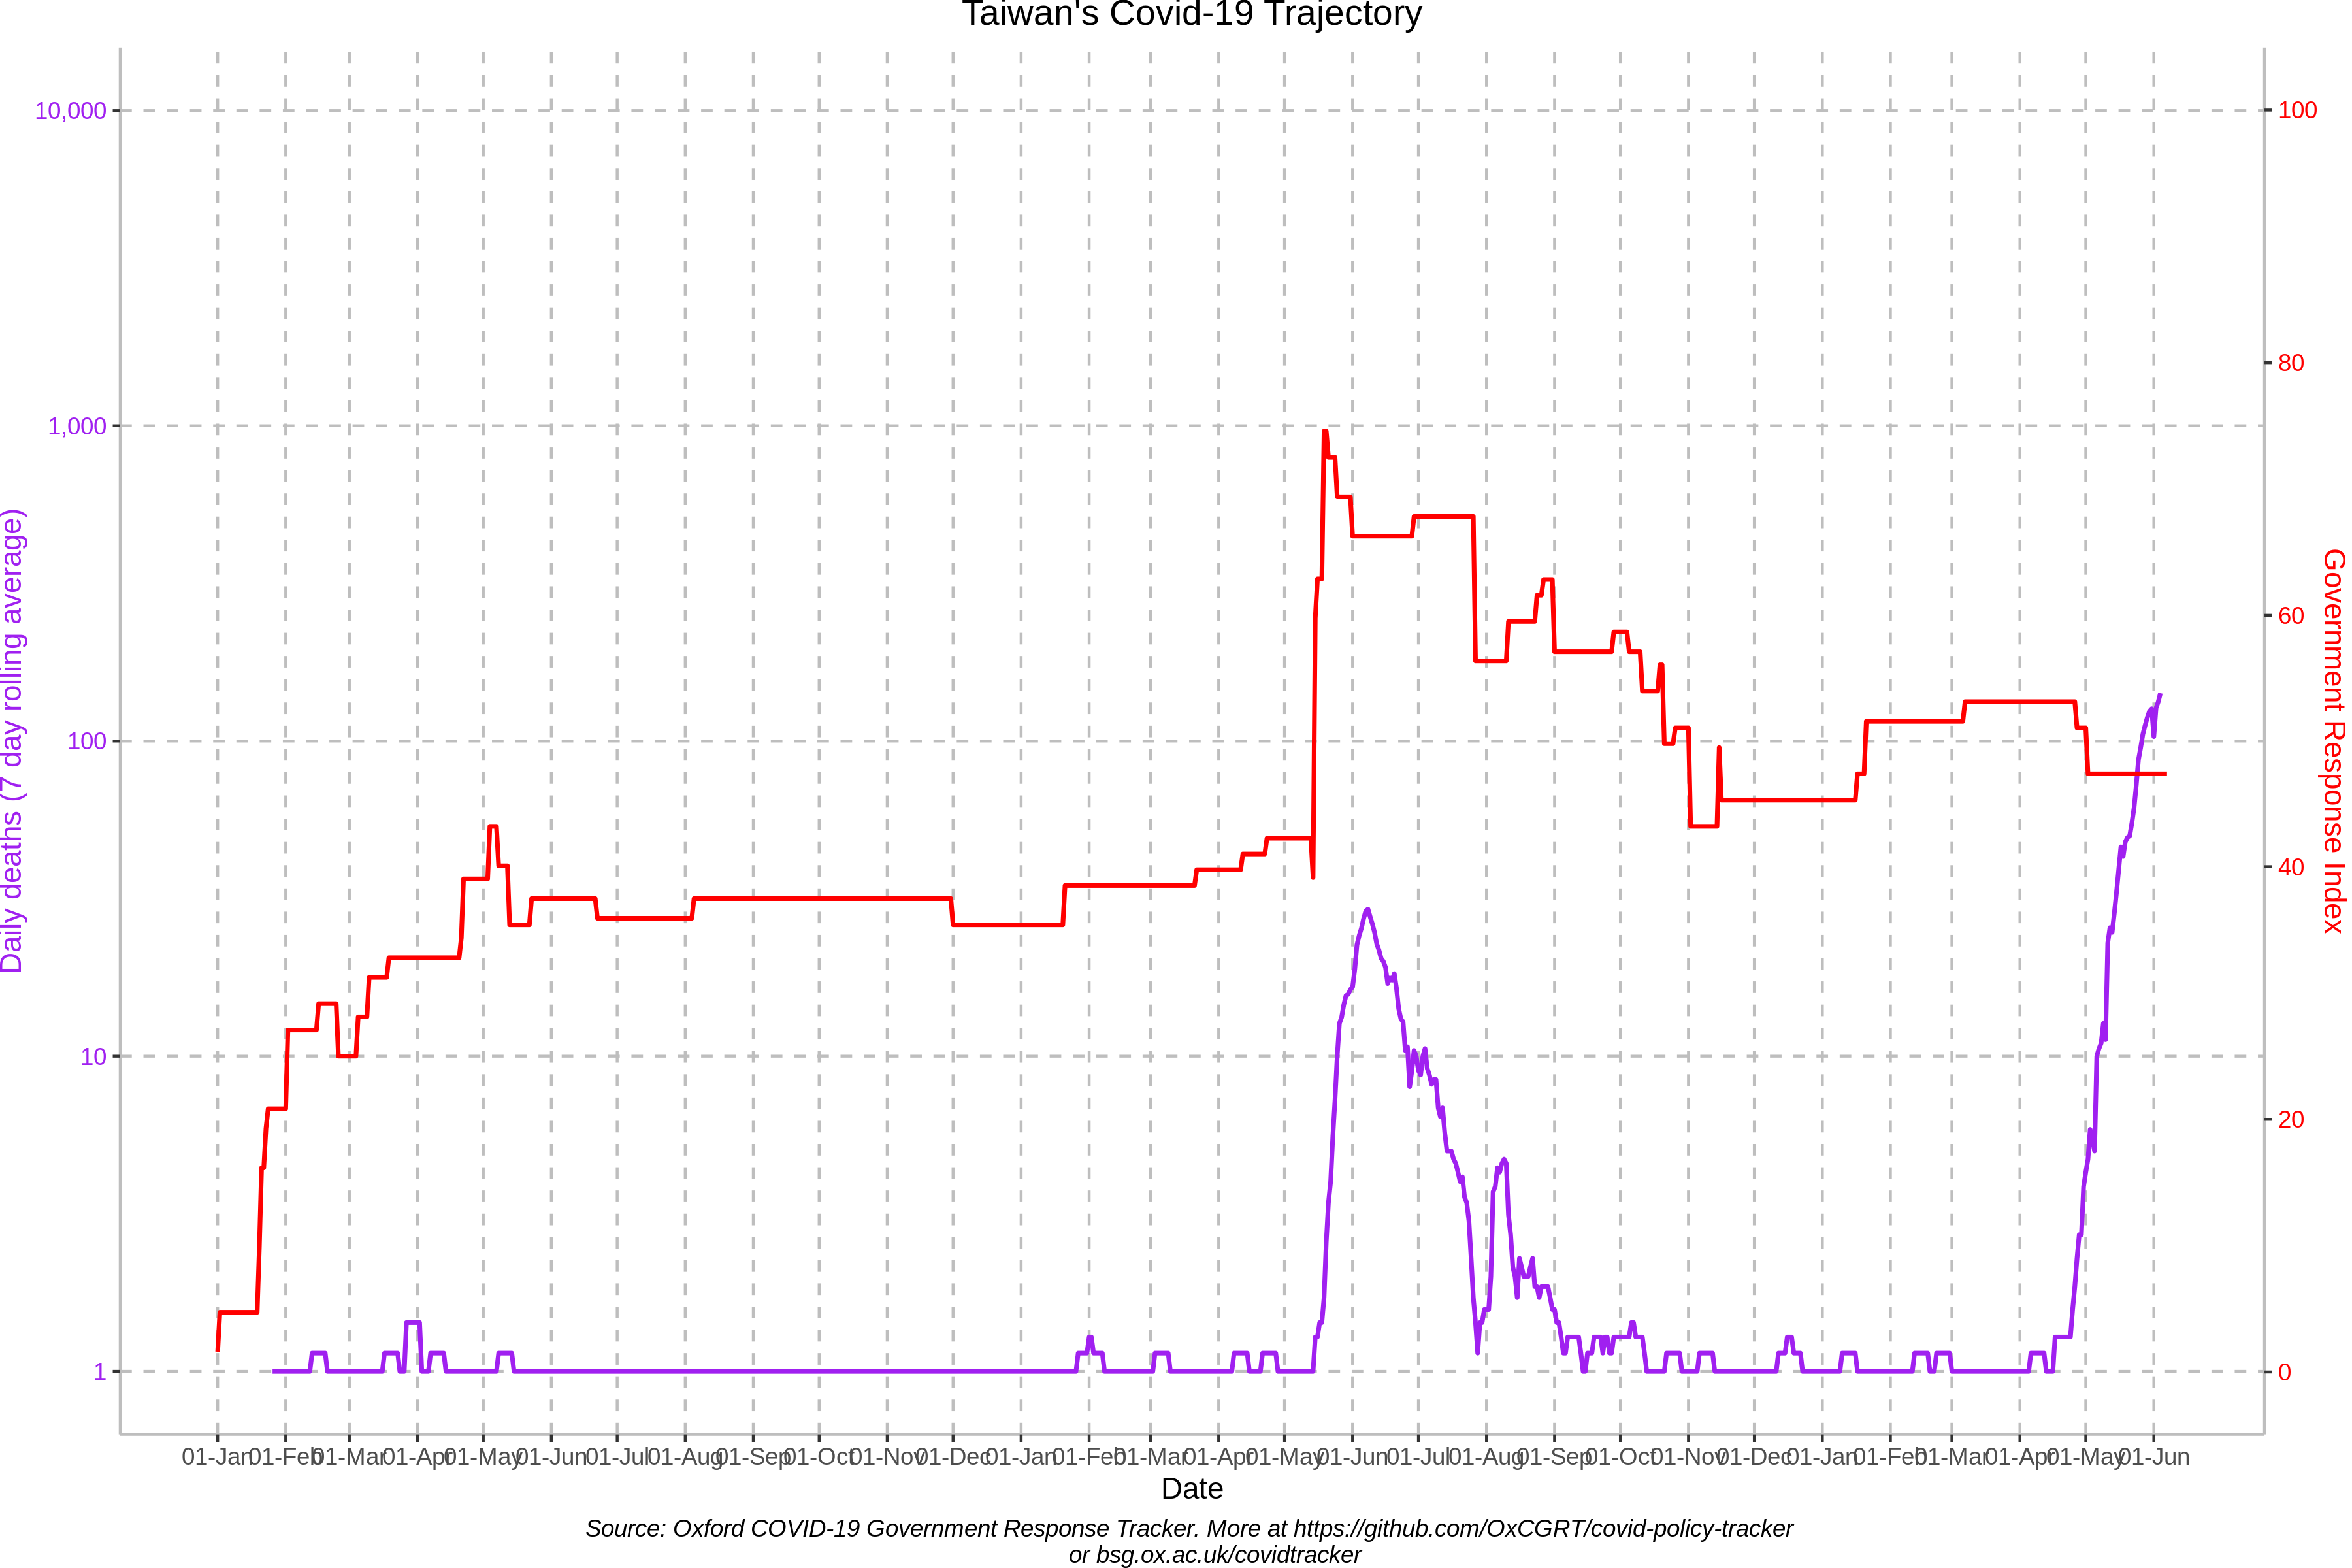 Taiwan's Covid-19 Trajectory
10,000
1,000
100
10
1
Daily deaths (7 day rolling average)
100
80
60
40
20
0
Government Response Index
01-Jan 01-Feb 01-Mar 01-Apr 01-May 01-Jun 01-Jul 01-Aug 01-Sep 01-Oct 01-Nov 01-Dec 01-Jan 01-Feb 01-Mar 01-Apr 01-May 01-Jun 01-Jul 01-Aug 01-Sep 01-Oct 01-Nov 01-Dec 01-Jan 01-Feb 01-Mar 01-Apr 01-May 01-Jun
Date
Source: Oxford COVID-19 Government Response Tracker. More at https://github.com/OxCGRT/covid-policy-tracker
or bsg.ox.ac.uk/covidtracker